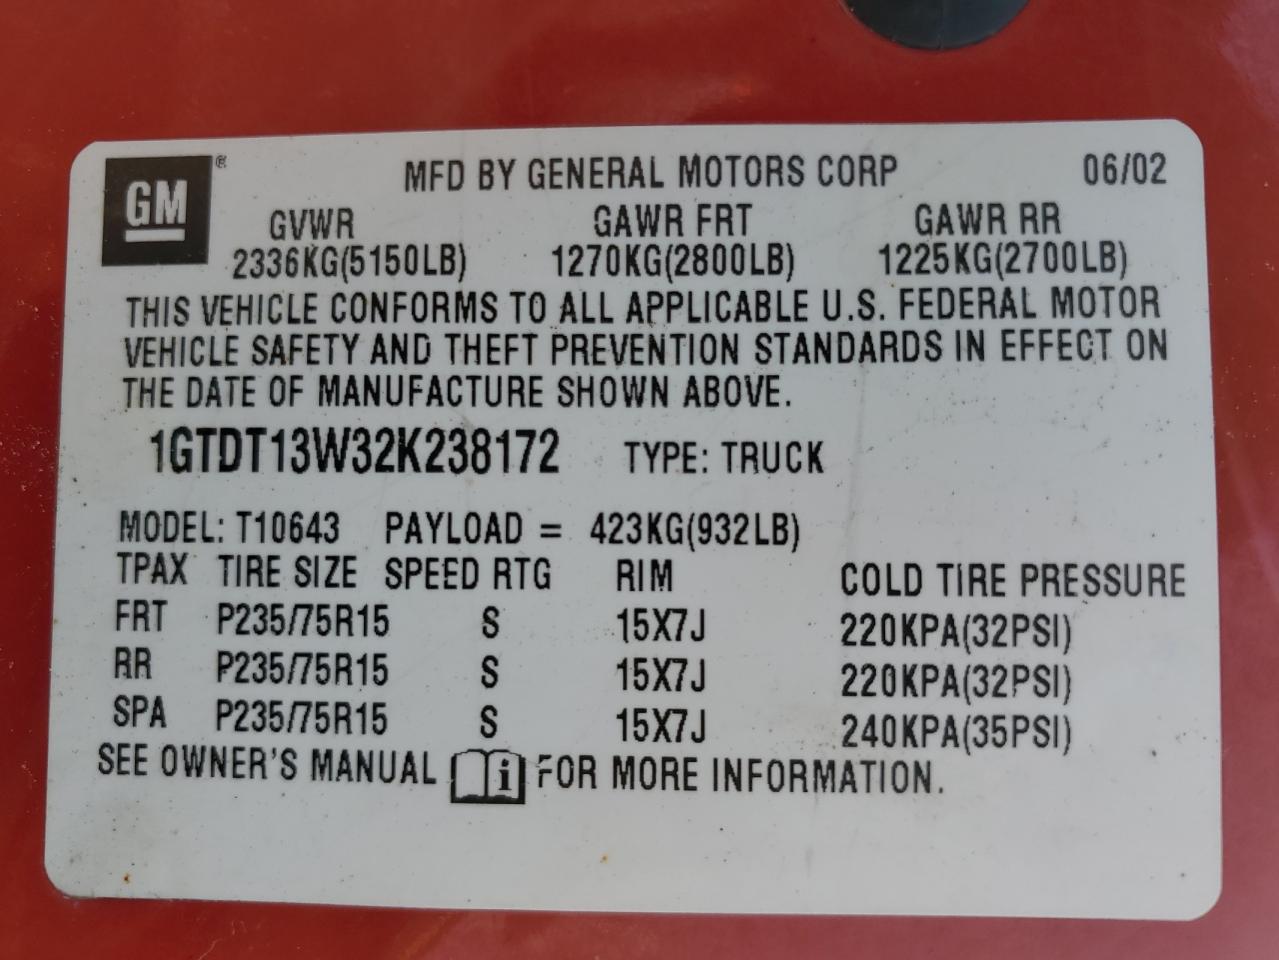 GM® MFD BY GENERAL MOTORS CORP 06/02
GVWR GAWR FRT GAWR RR
2336KG(5150LB) 1270KG(2800LB) 1225KG(2700LB)
THIS VEHICLE CONFORMS TO ALL APPLICABLE U.S. FEDERAL MOTOR
VEHICLE SAFETY AND THEFT PREVENTION STANDARDS IN EFFECT ON
THE DATE OF MANUFACTURE SHOWN ABOVE.
1GTDT13W32K238172 TYPE: TRUCK
MODEL: T10643 PAYLOAD = 423KG(932LB)
TPAX TIRE SIZE SPEED RTG RIM COLD TIRE PRESSURE
FRT P235/75R15 S 15X7J 220KPA(32PSI)
RR P235/75R15 S 15X7J 220KPA(32PSI)
SPA P235/75R15 S 15X7J 240KPA(35PSI)
SEE OWNER'S MANUAL i FOR MORE INFORMATION.